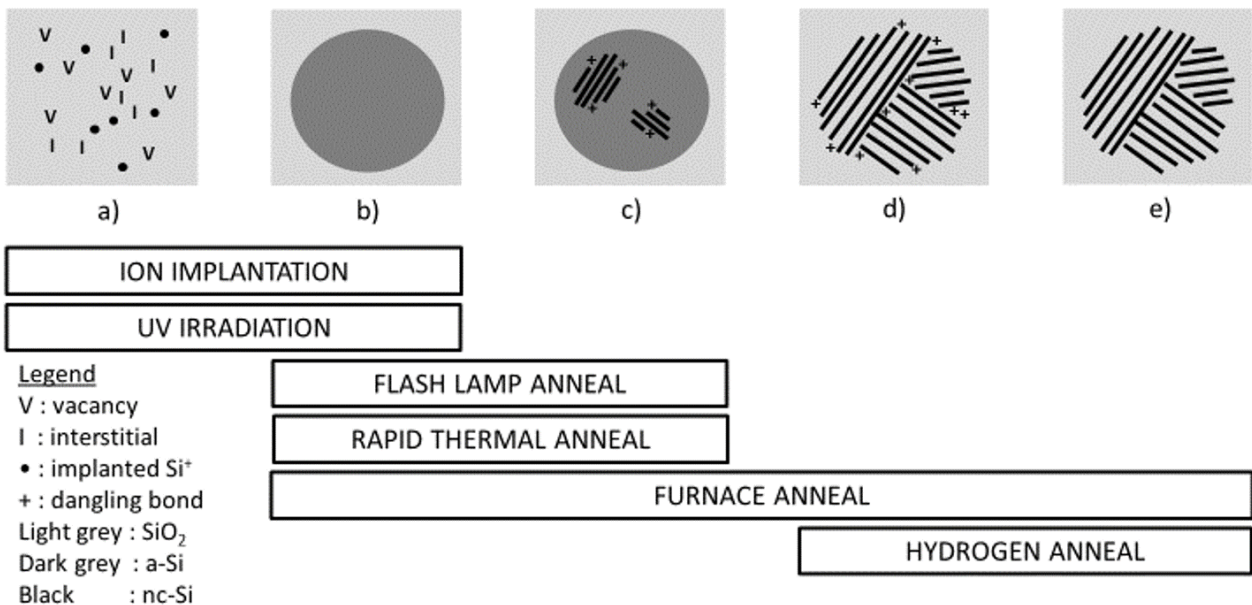 V I I V V I V V I I V V I I V
+ + + + + +
+ + + + + + + + + +
a) b) c) d) e)
ION IMPLANTATION
UV IRRADIATION
FLASH LAMP ANNEAL
RAPID THERMAL ANNEAL
FURNACE ANNEAL
HYDROGEN ANNEAL
Legend
V : vacancy
I : interstitial
• : implanted Si⁺
+ : dangling bond
Light grey : SiO₂
Dark grey : a-Si
Black : nc-Si